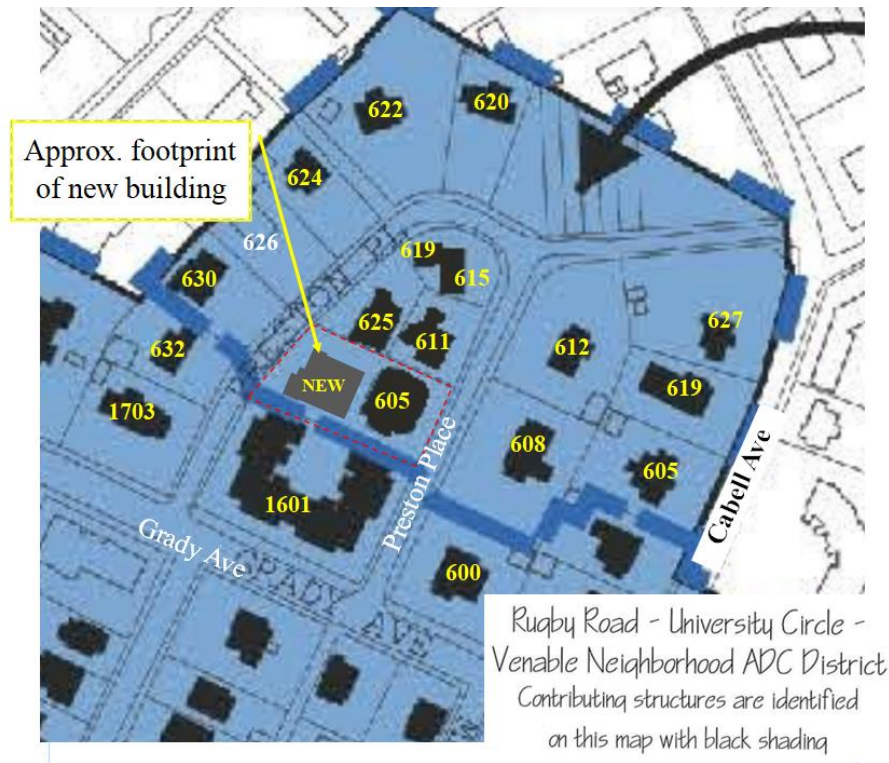 622
620
Approx. footprint
of new building
624
626
619
615
630
625
627
611
612
632
619
NEW
605
1703
608
605
1601
Preston Place
Cabell Ave
Grady Ave
GRADY
AVE
600
Rugby Road - University Circle -
Venable Neighborhood ADC District
Contributing structures are identified
on this map with black shading